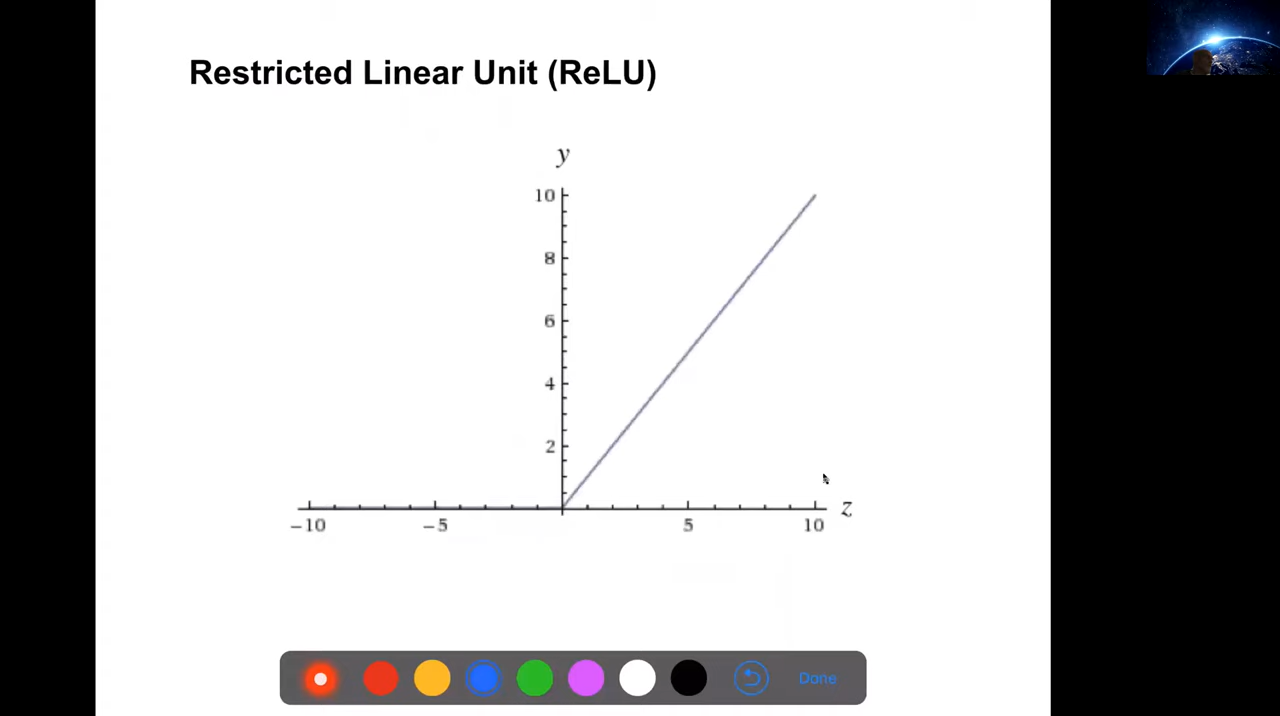 Restricted Linear Unit (ReLU)
y
10
8
6
4
2
−10 −5 5 10 z
Done